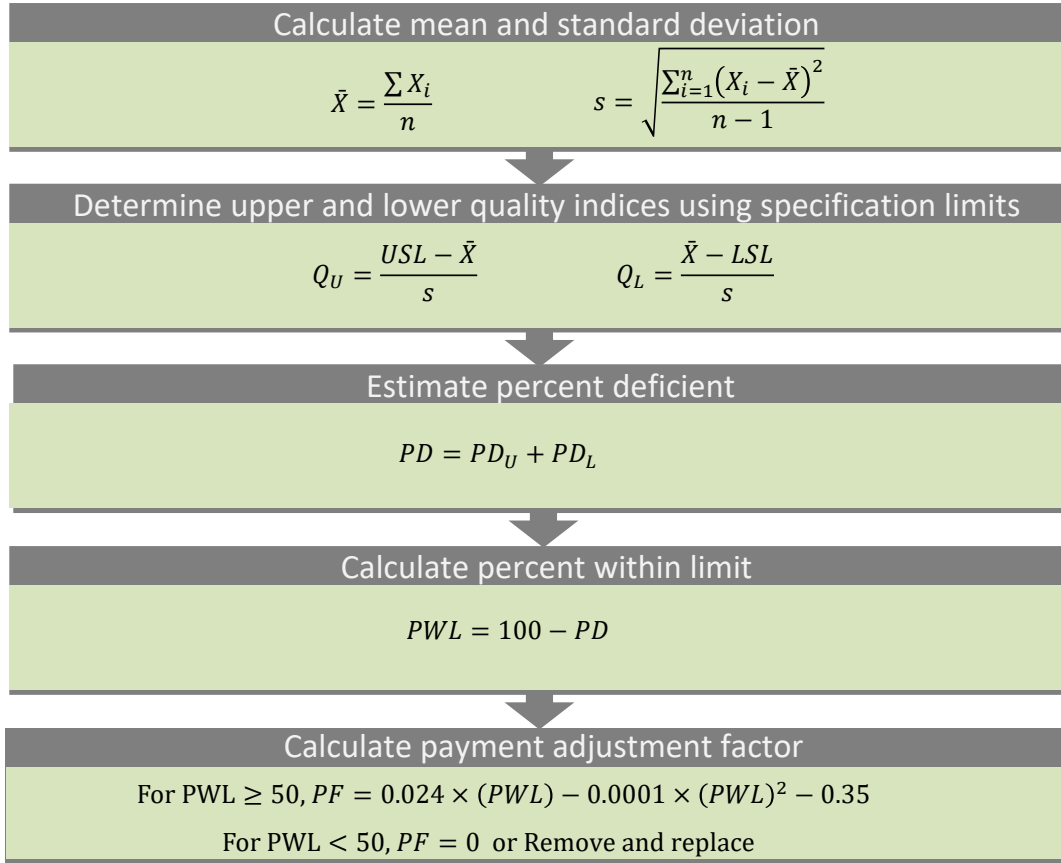 Calculate mean and standard deviation
X̄ = ∑ X_i / n    s = √(∑_{i=1}^{n}(X_i − X̄)^2 / (n − 1))
Determine upper and lower quality indices using specification limits
Q_U = (USL − X̄) / s    Q_L = (X̄ − LSL) / s
Estimate percent deficient
PD = PD_U + PD_L
Calculate percent within limit
PWL = 100 − PD
Calculate payment adjustment factor
For PWL ≥ 50, PF = 0.024 × (PWL) − 0.0001 × (PWL)^2 − 0.35
For PWL < 50, PF = 0 or Remove and replace